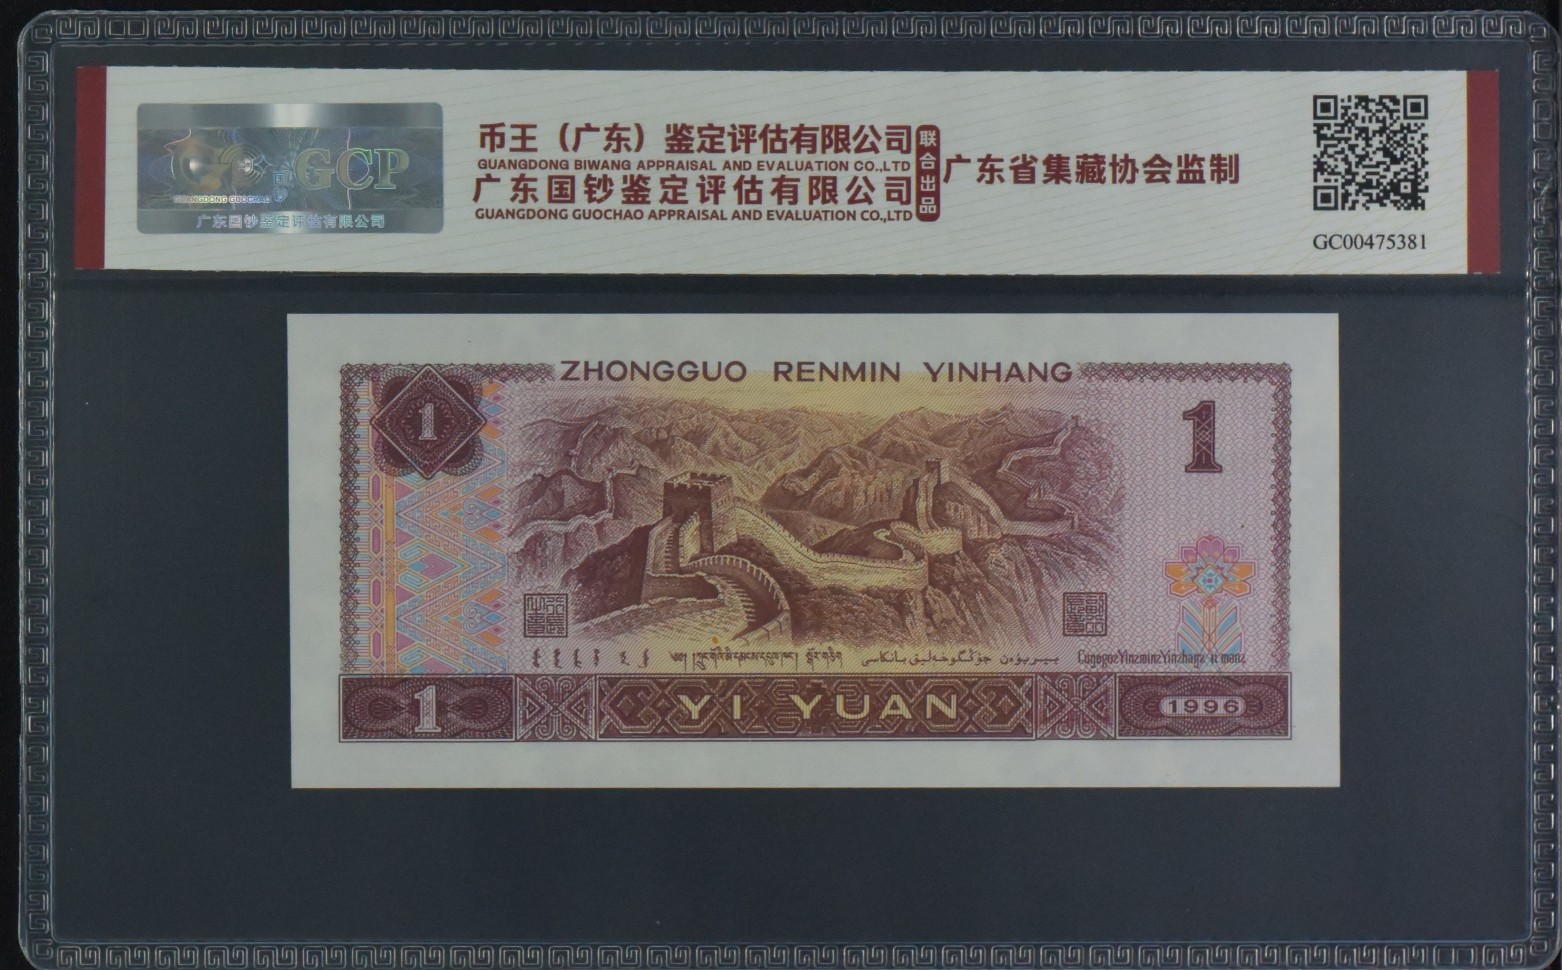 GCP
GUANGDONG GUOCHAO
广东国钞鉴定评估有限公司
币王（广东）鉴定评估有限公司
GUANGDONG BIWANG APPRAISAL AND EVALUATION CO.,LTD
广东国钞鉴定评估有限公司
GUANGDONG GUOCHAO APPRAISAL AND EVALUATION CO,.LTD
联合出品
广东省集藏协会监制
GC00475381
ZHONGGUO RENMIN YINHANG
1
1
1
YI YUAN
1996